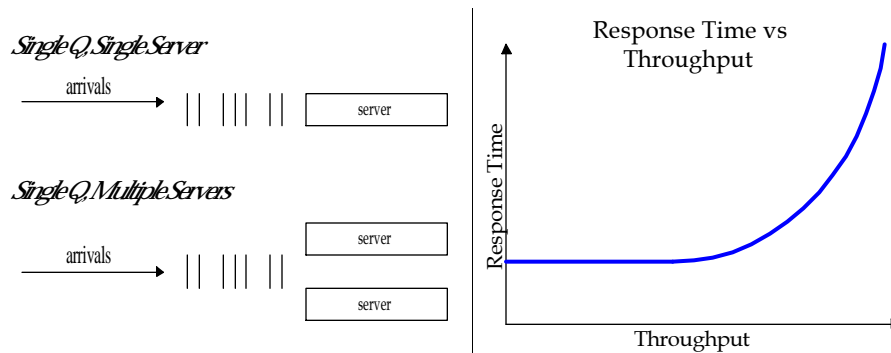 Single Q, Single Server
arrivals
server
Single Q, Multiple Servers
arrivals
server
server
Response Time vs
Throughput
Response Time
Throughput